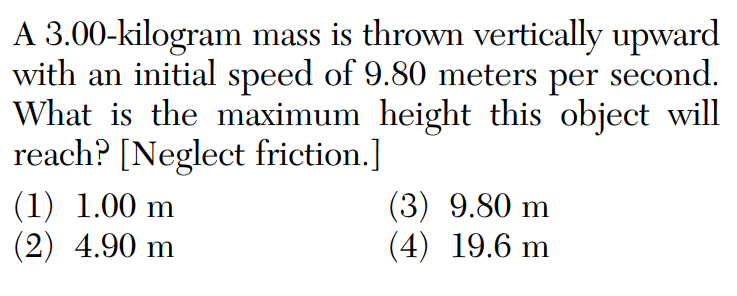 A 3.00-kilogram mass is thrown vertically upward
with an initial speed of 9.80 meters per second.
What is the maximum height this object will
reach? [Neglect friction.]
(1) 1.00 m (3) 9.80 m
(2) 4.90 m (4) 19.6 m